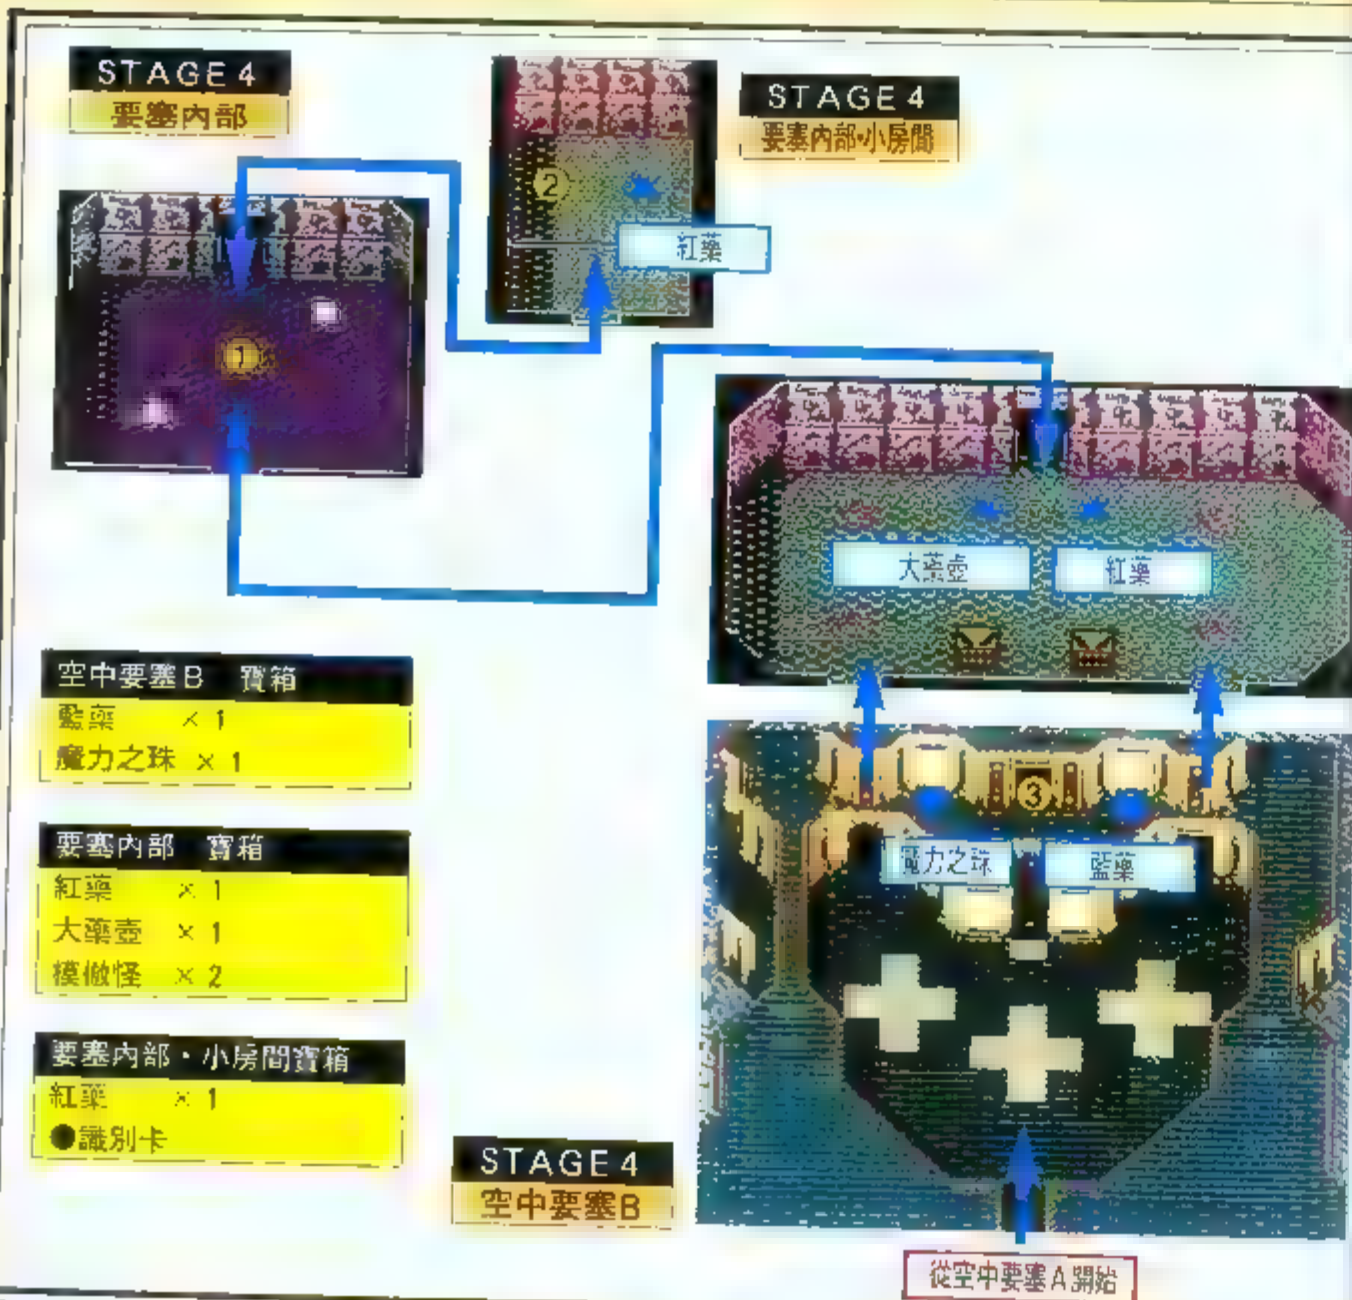 STAGE 4
要塞內部
STAGE 4
要塞內部·小房間
②
紅藥
①
大藥壺
紅藥
空中要塞B 寶箱
藍藥 × 1
魔力之珠 × 1
③
魔力之珠
藍藥
要塞內部 寶箱
紅藥 × 1
大藥壺 × 1
模倣怪 × 2
要塞內部·小房間寶箱
紅藥 × 1
●識別卡
STAGE 4
空中要塞B
從空中要塞A開始